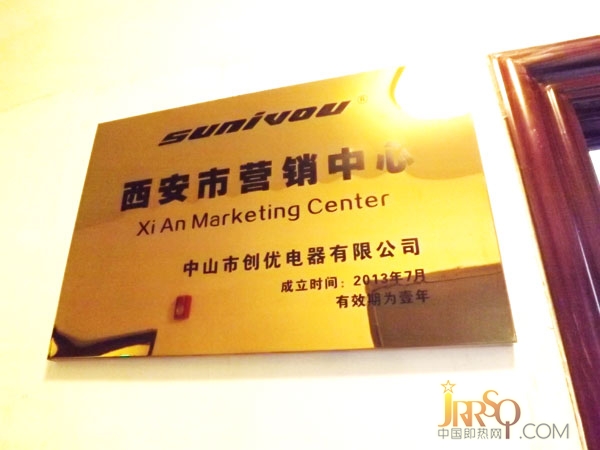 sunivou ®
西安市营销中心
Xi An Marketing Center
中山市创优电器有限公司
成立时间：2013年7月
有效期为壹年
JRRSQ
中国即热网 .COM